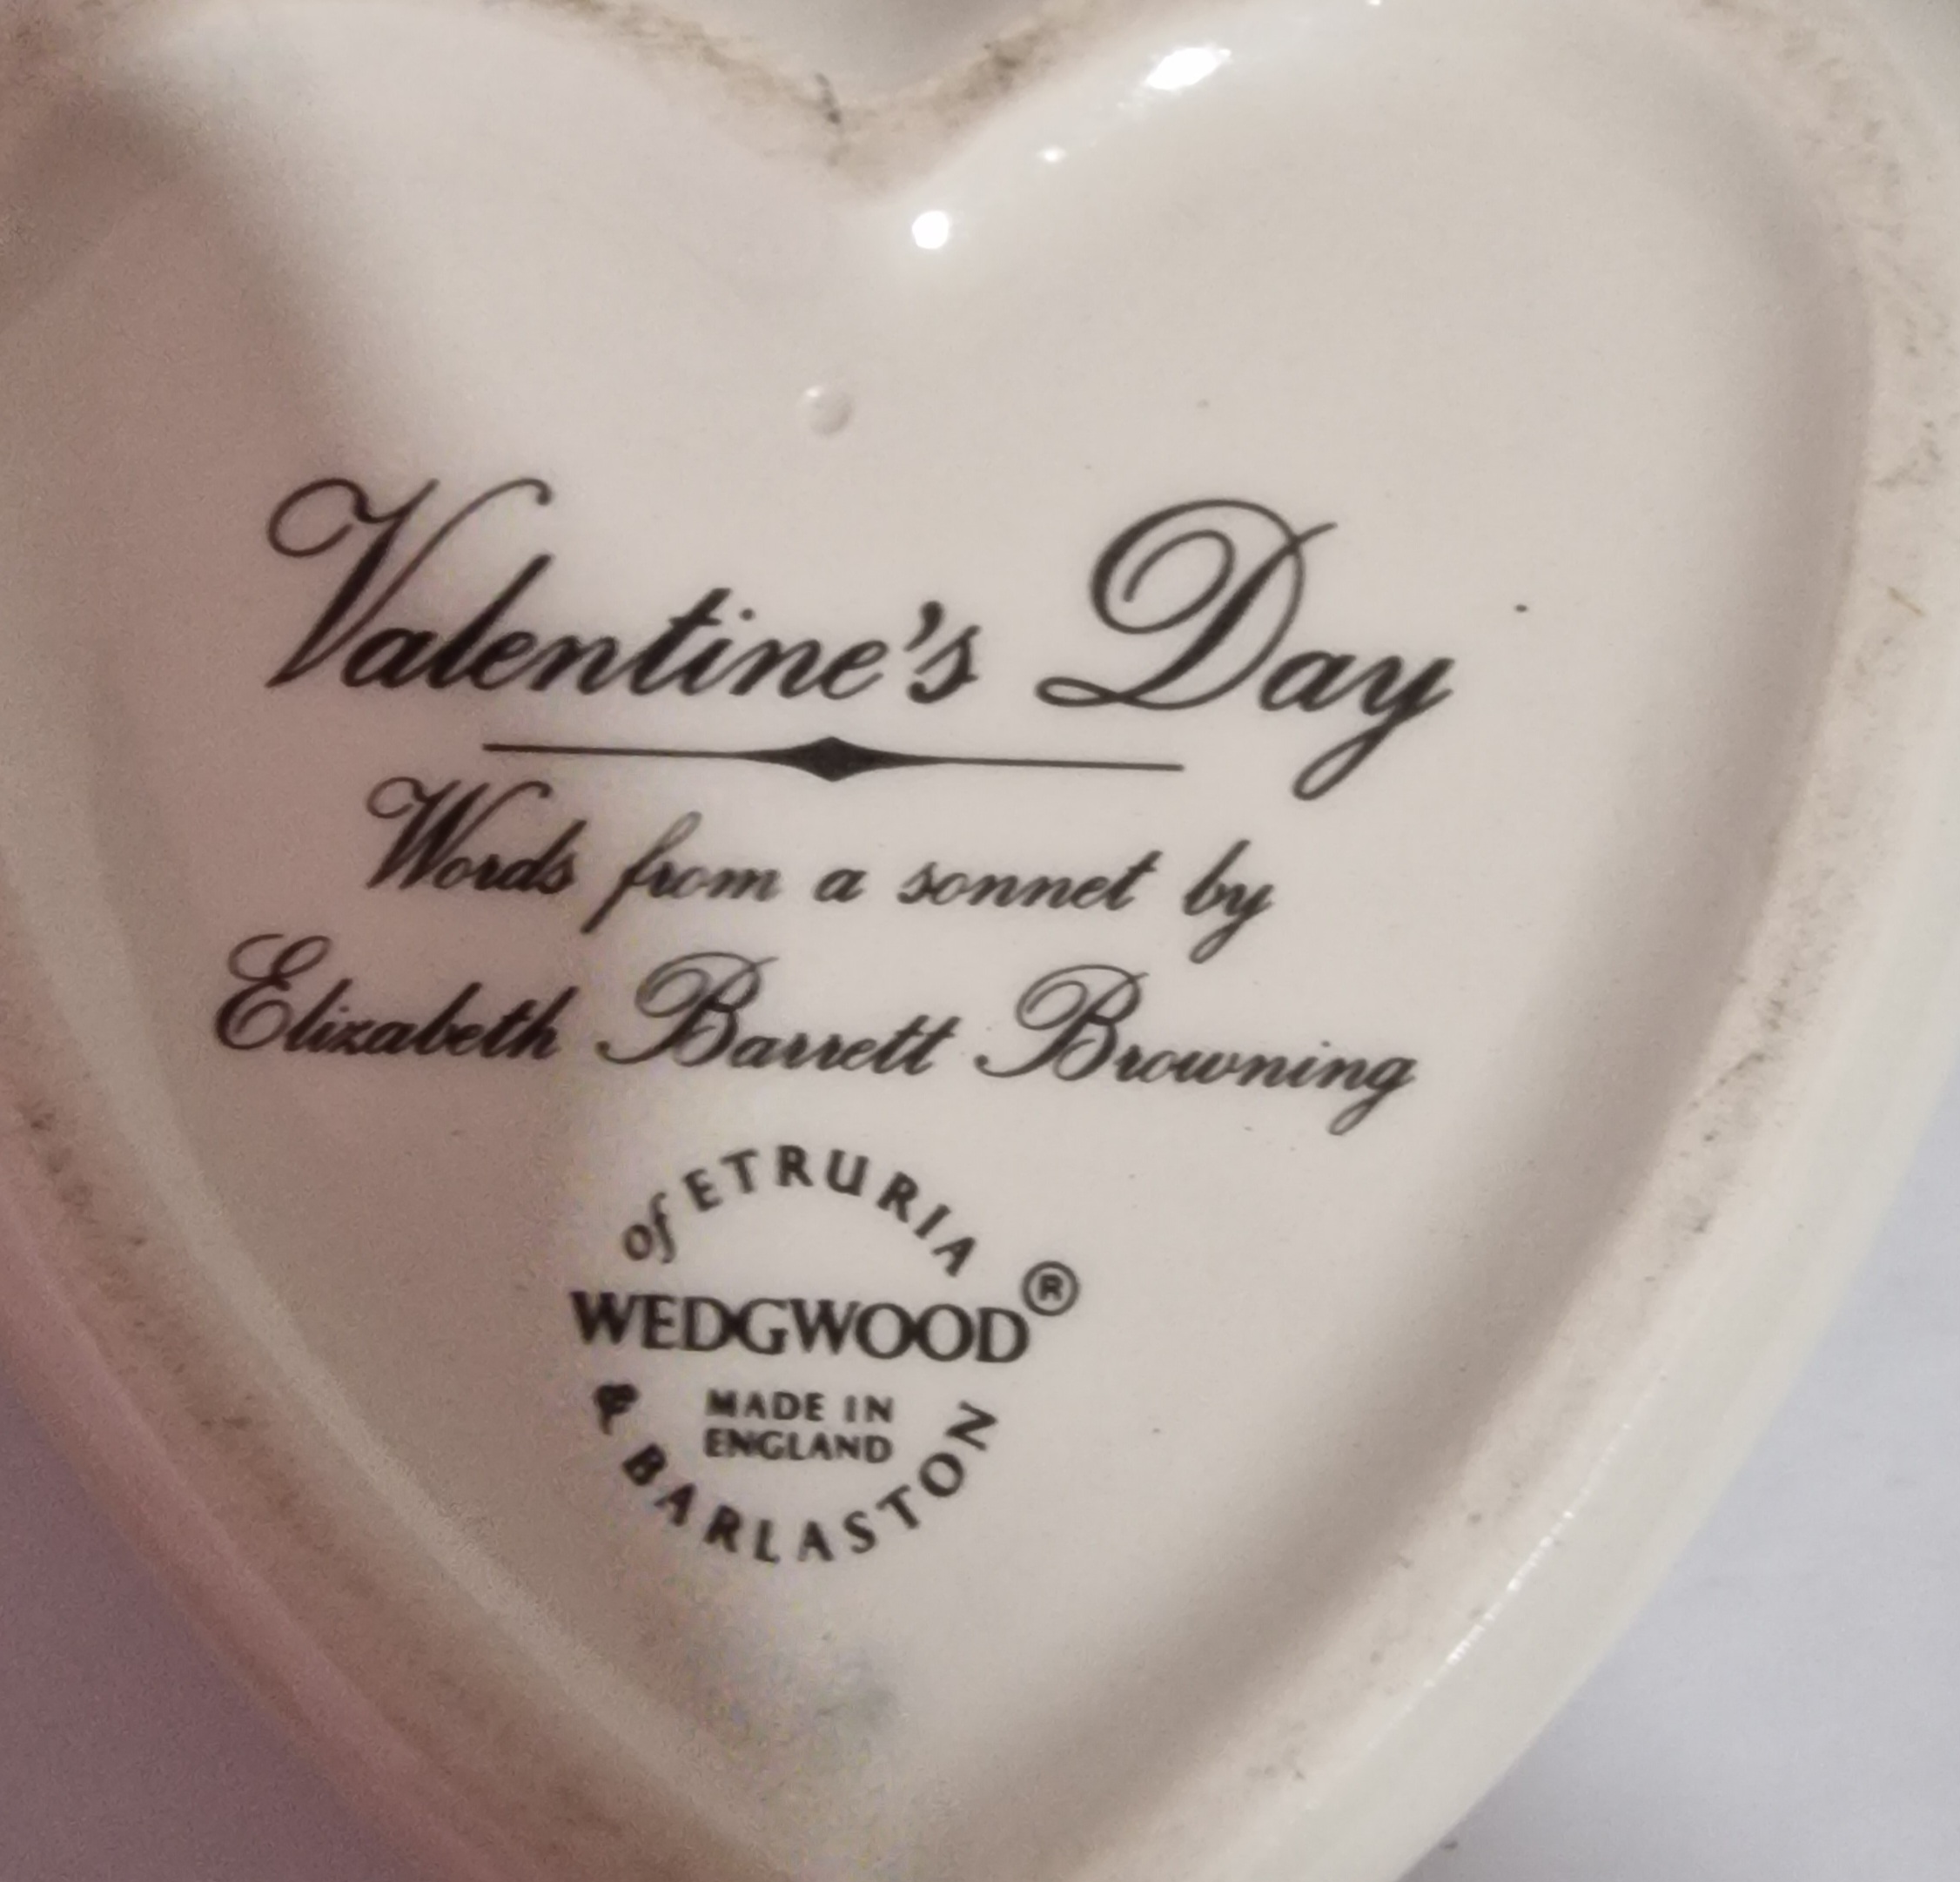 Valentine's Day
Words from a sonnet by
Elizabeth Barrett Browning
of ETRURIA
WEDGWOOD®
MADE IN
ENGLAND
& BARLASTON